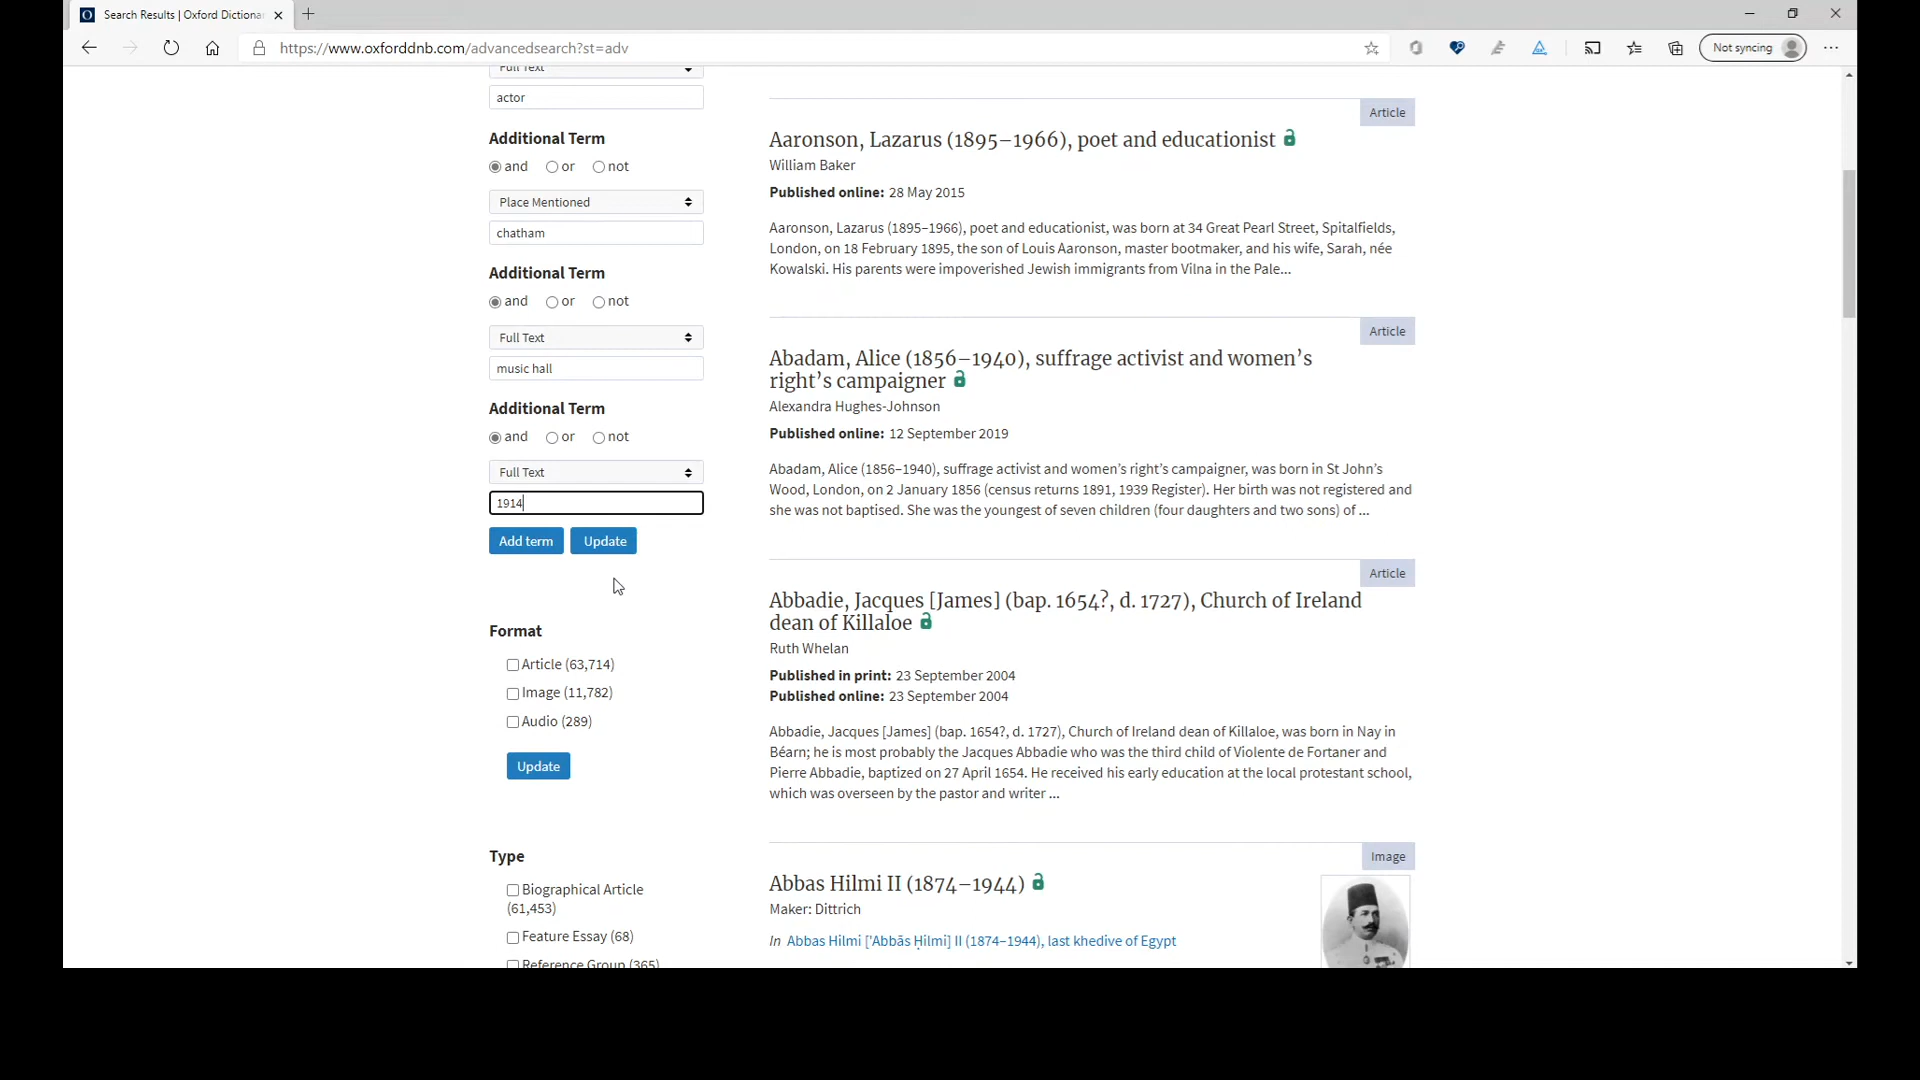 Search Results | Oxford Dictiona
https://www.oxforddnb.com/advancedsearch?st=adv
Not syncing
Full Text
actor
Additional Term
and or not
Place Mentioned
chatham
Additional Term
and or not
Full Text
music hall
Additional Term
and or not
Full Text
1914
Add term Update
Format
Article (63,714)
Image (11,782)
Audio (289)
Update
Type
Biographical Article
(61,453)
Feature Essay (68)
Reference Group (365)
Article
Aaronson, Lazarus (1895–1966), poet and educationist
William Baker
Published online: 28 May 2015
Aaronson, Lazarus (1895–1966), poet and educationist, was born at 34 Great Pearl Street, Spitalfields,
London, on 18 February 1895, the son of Louis Aaronson, master bootmaker, and his wife, Sarah, née
Kowalski. His parents were impoverished Jewish immigrants from Vilna in the Pale...
Article
Abadam, Alice (1856–1940), suffrage activist and women’s
right’s campaigner
Alexandra Hughes-Johnson
Published online: 12 September 2019
Abadam, Alice (1856–1940), suffrage activist and women’s right’s campaigner, was born in St John’s
Wood, London, on 2 January 1856 (census returns 1891, 1939 Register). Her birth was not registered and
she was not baptised. She was the youngest of seven children (four daughters and two sons) of ...
Article
Abbadie, Jacques [James] (bap. 1654?, d. 1727), Church of Ireland
dean of Killaloe
Ruth Whelan
Published in print: 23 September 2004
Published online: 23 September 2004
Abbadie, Jacques [James] (bap. 1654?, d. 1727), Church of Ireland dean of Killaloe, was born in Nay in
Béarn; he is most probably the Jacques Abbadie who was the third child of Violente de Fortaner and
Pierre Abbadie, baptized on 27 April 1654. He received his early education at the local protestant school,
which was overseen by the pastor and writer ...
Image
Abbas Hilmi II (1874–1944)
Maker: Dittrich
In Abbas Hilmi [ʿAbbās Ḥilmī] II (1874–1944), last khedive of Egypt